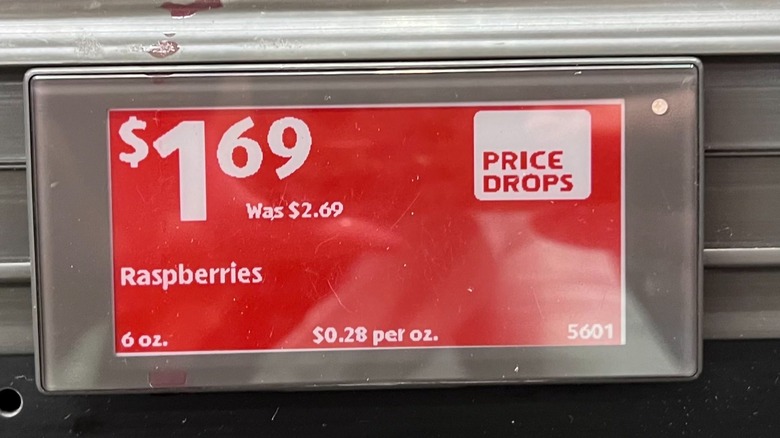 $169
PRICE
DROPS
Was $2.69
Raspberries
6 oz.
$0.28 per oz.
5601